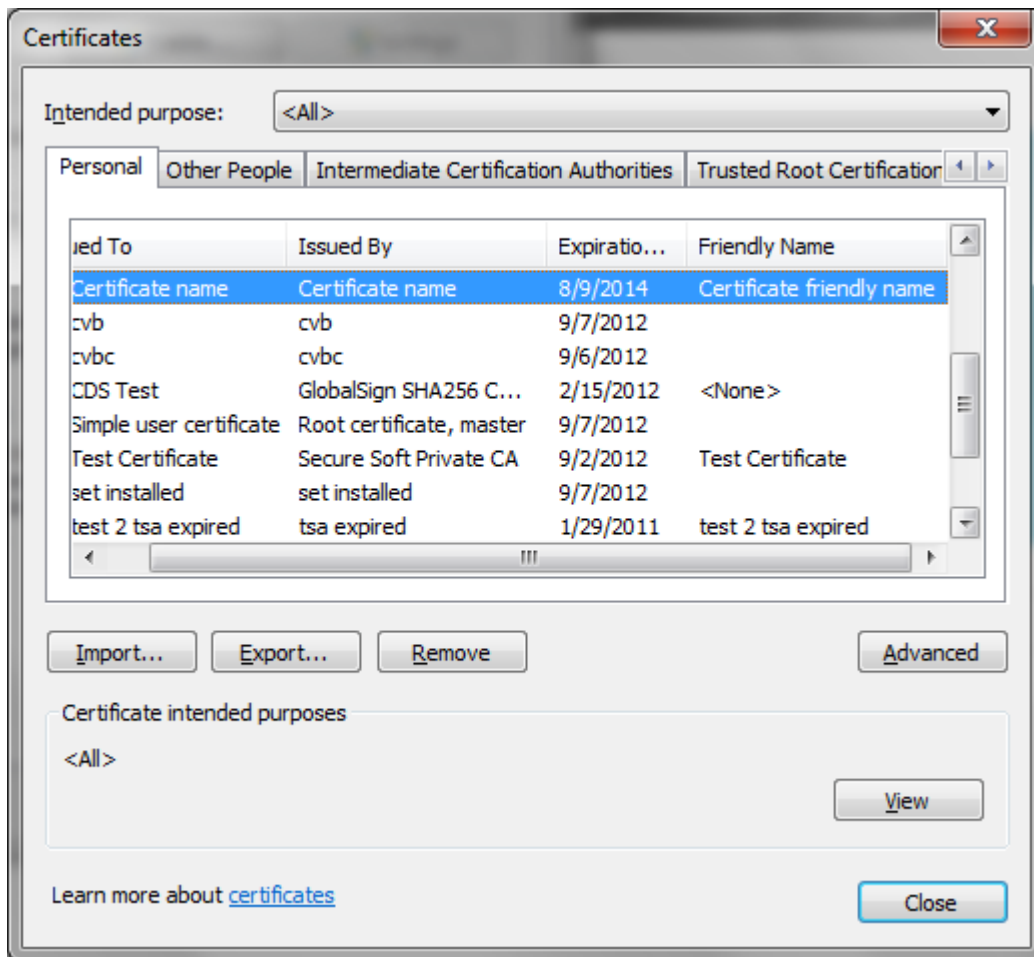 Certificates
Intended purpose: <All>
Personal Other People Intermediate Certification Authorities Trusted Root Certification
ued To Issued By Expiratio... Friendly Name
Certificate name Certificate name 8/9/2014 Certificate friendly name
cvb cvb 9/7/2012
cvbc cvbc 9/6/2012
CDS Test GlobalSign SHA256 C... 2/15/2012 <None>
Simple user certificate Root certificate, master 9/7/2012
Test Certificate Secure Soft Private CA 9/2/2012 Test Certificate
set installed set installed 9/7/2012
test 2 tsa expired tsa expired 1/29/2011 test 2 tsa expired
Import... Export... Remove Advanced
Certificate intended purposes
<All>
View
Learn more about certificates
Close